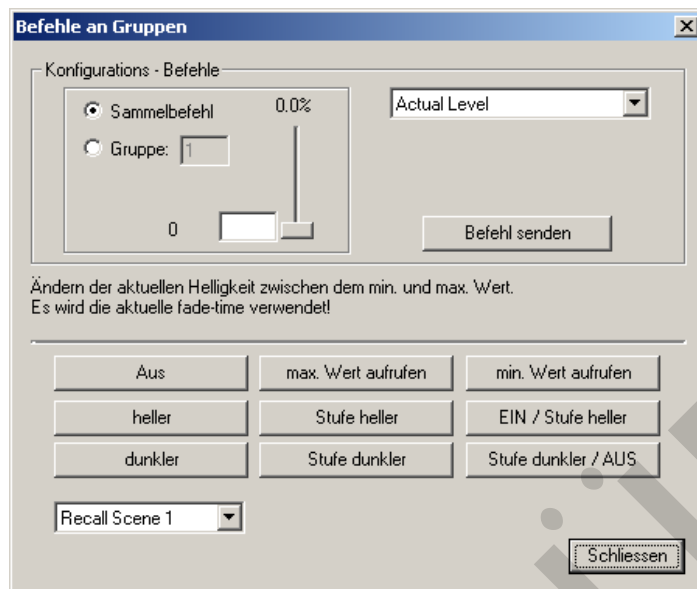 Befehle an Gruppen
Konfigurations - Befehle
Sammelbefehl
0.0%
Actual Level
Gruppe: 1
0
Befehl senden
Ändern der aktuellen Helligkeit zwischen dem min. und max. Wert.
Es wird die aktuelle fade-time verwendet!
Aus
max. Wert aufrufen
min. Wert aufrufen
heller
Stufe heller
EIN / Stufe heller
dunkler
Stufe dunkler
Stufe dunkler / AUS
Recall Scene 1
Schliessen